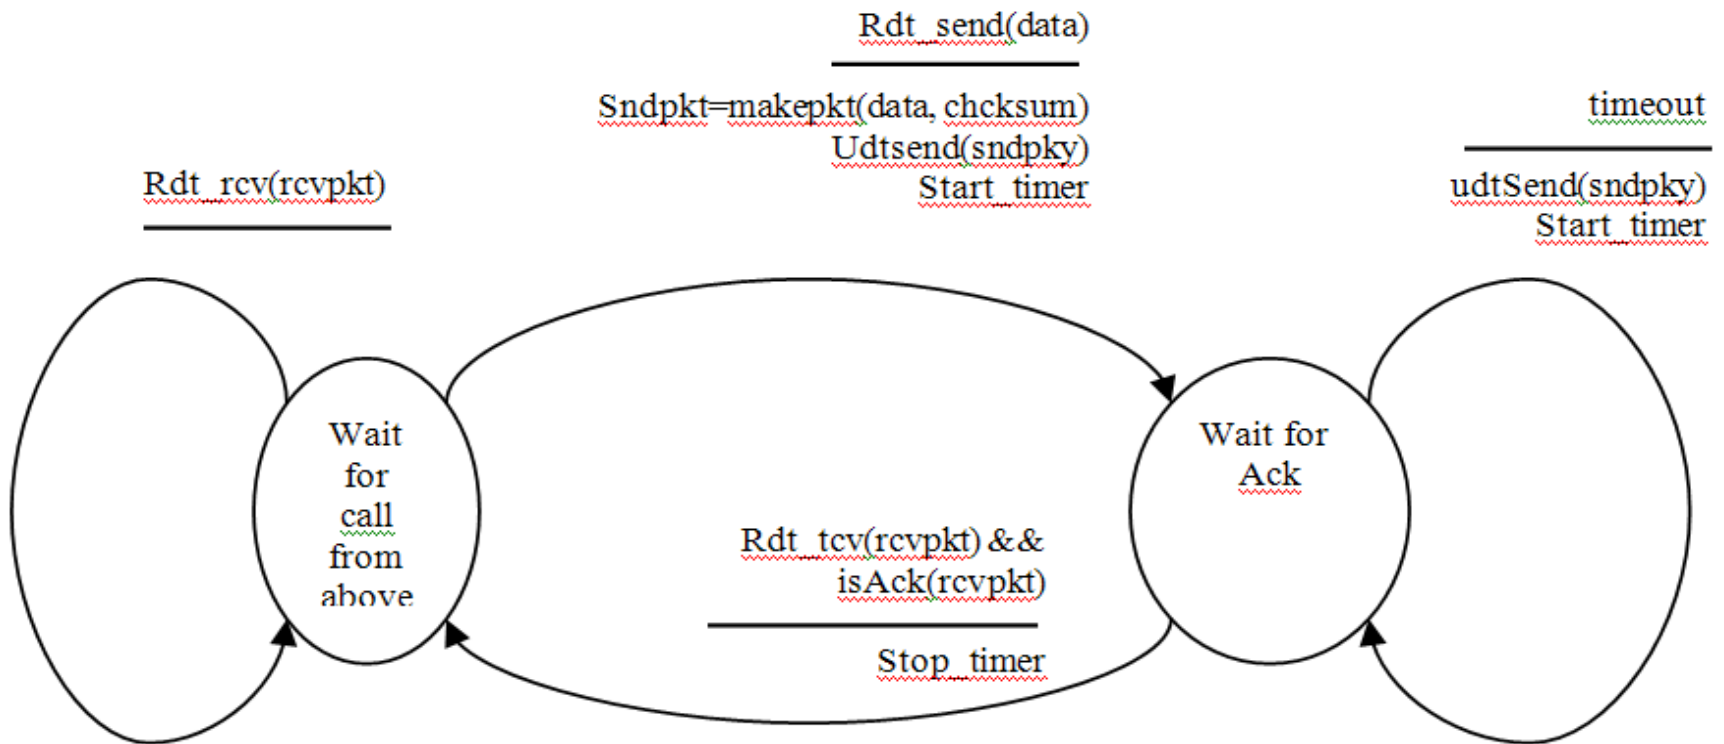 Rdt_send(data)
Sndpkt=makepkt(data, chcksum)
Udtsend(sndpky)
Start_timer
timeout
udtSend(sndpky)
Start_timer
Rdt_rcv(rcvpkt)
Wait
for
call
from
above
Wait for
Ack
Rdt_tcv(rcvpkt) &&
isAck(rcvpkt)
Stop_timer